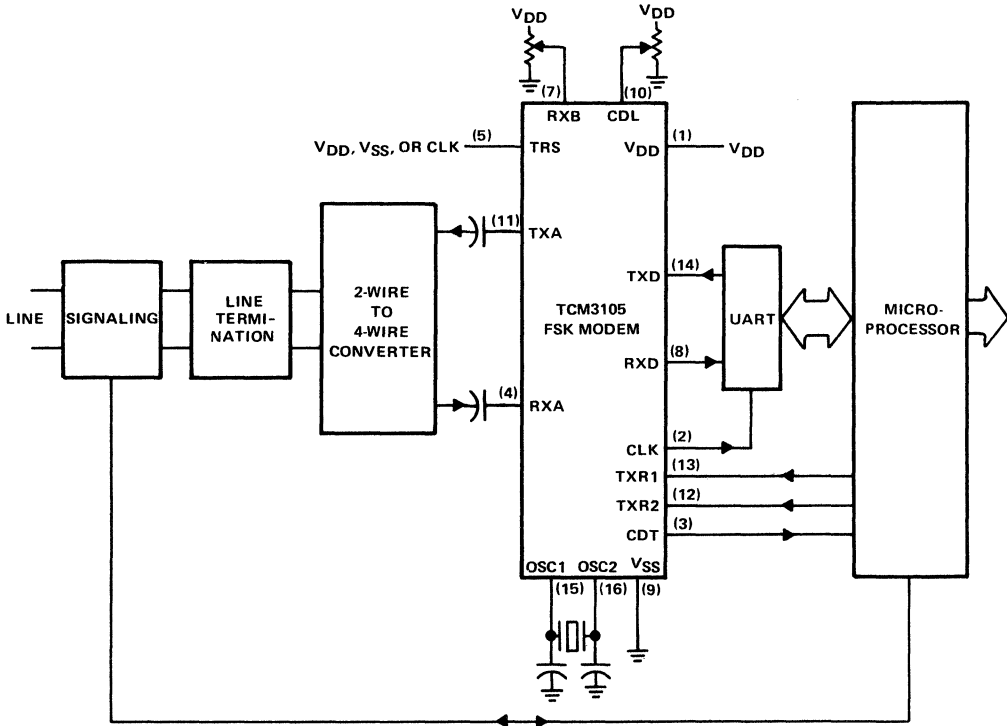 VDD
VDD
(7)
(10)
RXB
CDL
VDD, VSS, OR CLK
(5)
TRS
VDD
(1)
VDD
(11)
TXA
TXD
(14)
LINE
SIGNALING
LINE
TERMI-
NATION
2-WIRE
TO
4-WIRE
CONVERTER
TCM3105
FSK MODEM
UART
MICRO-
PROCESSOR
RXD
(8)
(4)
RXA
CLK
(2)
TXR1
(13)
TXR2
(12)
CDT
(3)
OSC1
OSC2
VSS
(15)
(16)
(9)